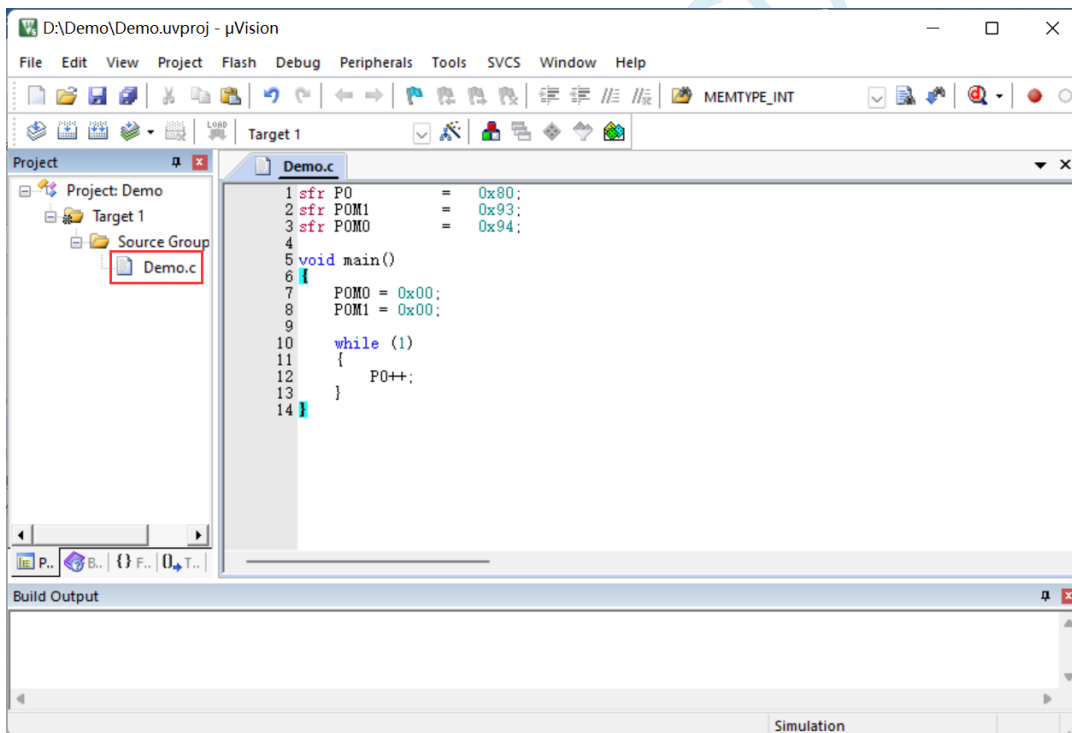 D:\Demo\Demo.uvproj - µVision
File Edit View Project Flash Debug Peripherals Tools SVCS Window Help
MEMTYPE_INT
LOAD Target 1
Project
Project: Demo
Target 1
Source Group
Demo.c
Demo.c
1 sfr P0 = 0x80;
2 sfr P0M1 = 0x93;
3 sfr P0M0 = 0x94;
4
5 void main()
6 {
7 P0M0 = 0x00;
8 P0M1 = 0x00;
9
10 while (1)
11 {
12 P0++;
13 }
14 }
P.. B.. {} F.. 0 T..
Build Output
Simulation